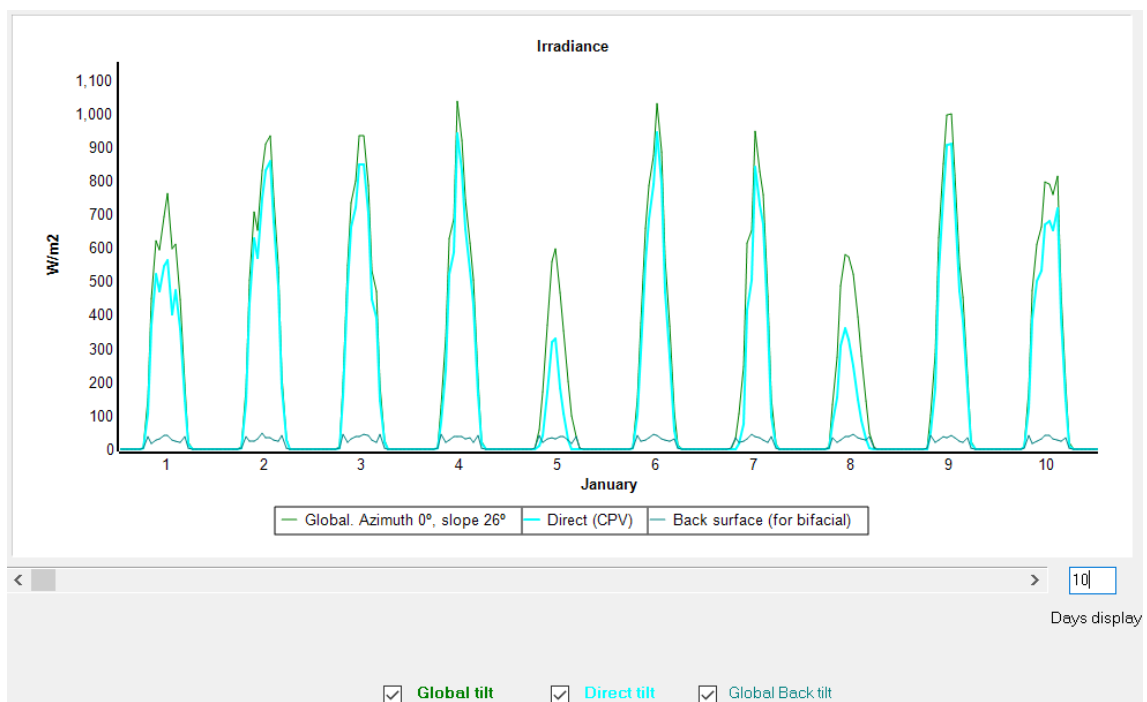 Irradiance
1,100
1,000
900
800
700
600
500
400
300
200
100
0
W/m2
1 2 3 4 5 6 7 8 9 10
January
Global. Azimuth 0º, slope 26º Direct (CPV) Back surface (for bifacial)
10
Days display
Global tilt Direct tilt Global Back tilt